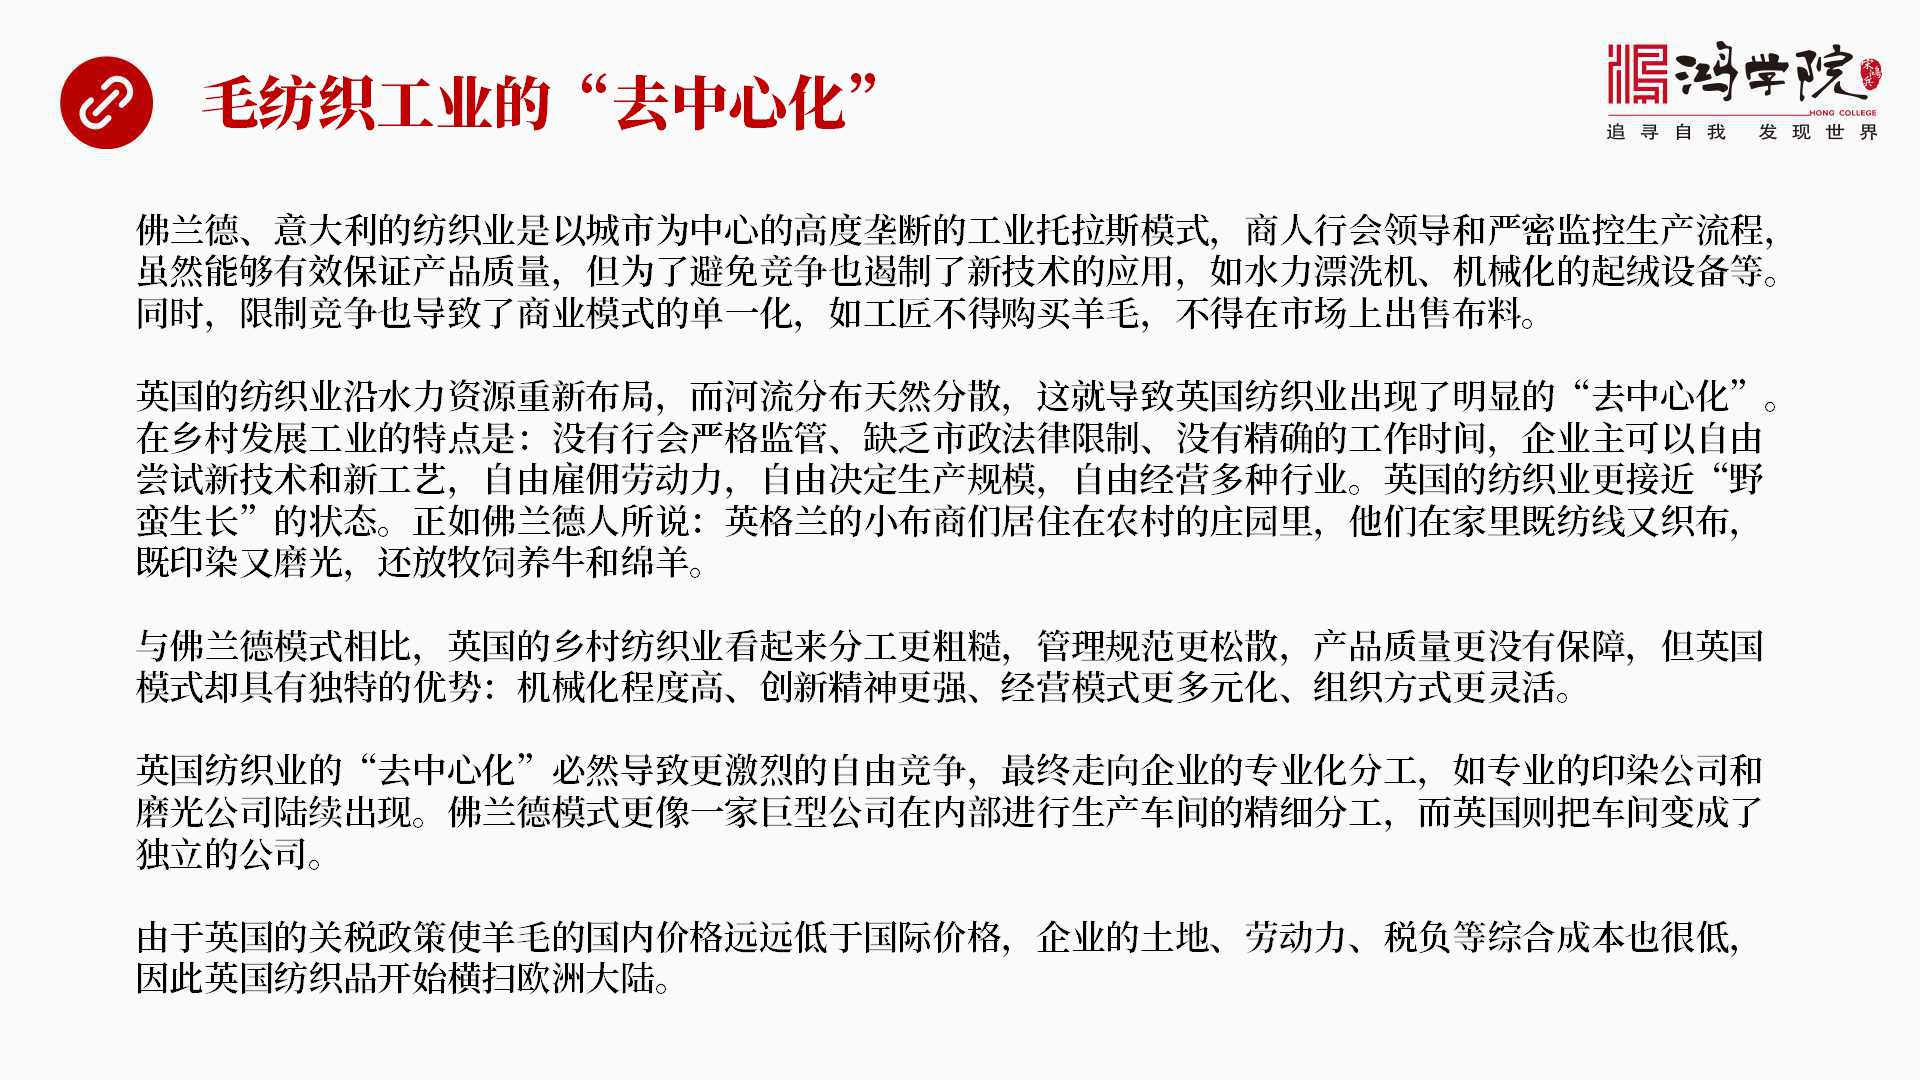 毛纺织工业的“去中心化”
鸿学院
宋鸿兵
HONG COLLEGE
追寻自我 发现世界
佛兰德、意大利的纺织业是以城市为中心的高度垄断的工业托拉斯模式，商人行会领导和严密监控生产流程，
虽然能够有效保证产品质量，但为了避免竞争也遏制了新技术的应用，如水力漂洗机、机械化的起绒设备等。
同时，限制竞争也导致了商业模式的单一化，如工匠不得购买羊毛，不得在市场上出售布料。
英国的纺织业沿水力资源重新布局，而河流分布天然分散，这就导致英国纺织业出现了明显的“去中心化”。
在乡村发展工业的特点是：没有行会严格监管、缺乏市政法律限制、没有精确的工作时间，企业主可以自由
尝试新技术和新工艺，自由雇佣劳动力，自由决定生产规模，自由经营多种行业。英国的纺织业更接近“野
蛮生长”的状态。正如佛兰德人所说：英格兰的小布商们居住在农村的庄园里，他们在家里既纺线又织布，
既印染又磨光，还放牧饲养牛和绵羊。
与佛兰德模式相比，英国的乡村纺织业看起来分工更粗糙，管理规范更松散，产品质量更没有保障，但英国
模式却具有独特的优势：机械化程度高、创新精神更强、经营模式更多元化、组织方式更灵活。
英国纺织业的“去中心化”必然导致更激烈的自由竞争，最终走向企业的专业化分工，如专业的印染公司和
磨光公司陆续出现。佛兰德模式更像一家巨型公司在内部进行生产车间的精细分工，而英国则把车间变成了
独立的公司。
由于英国的关税政策使羊毛的国内价格远远低于国际价格，企业的土地、劳动力、税负等综合成本也很低，
因此英国纺织品开始横扫欧洲大陆。